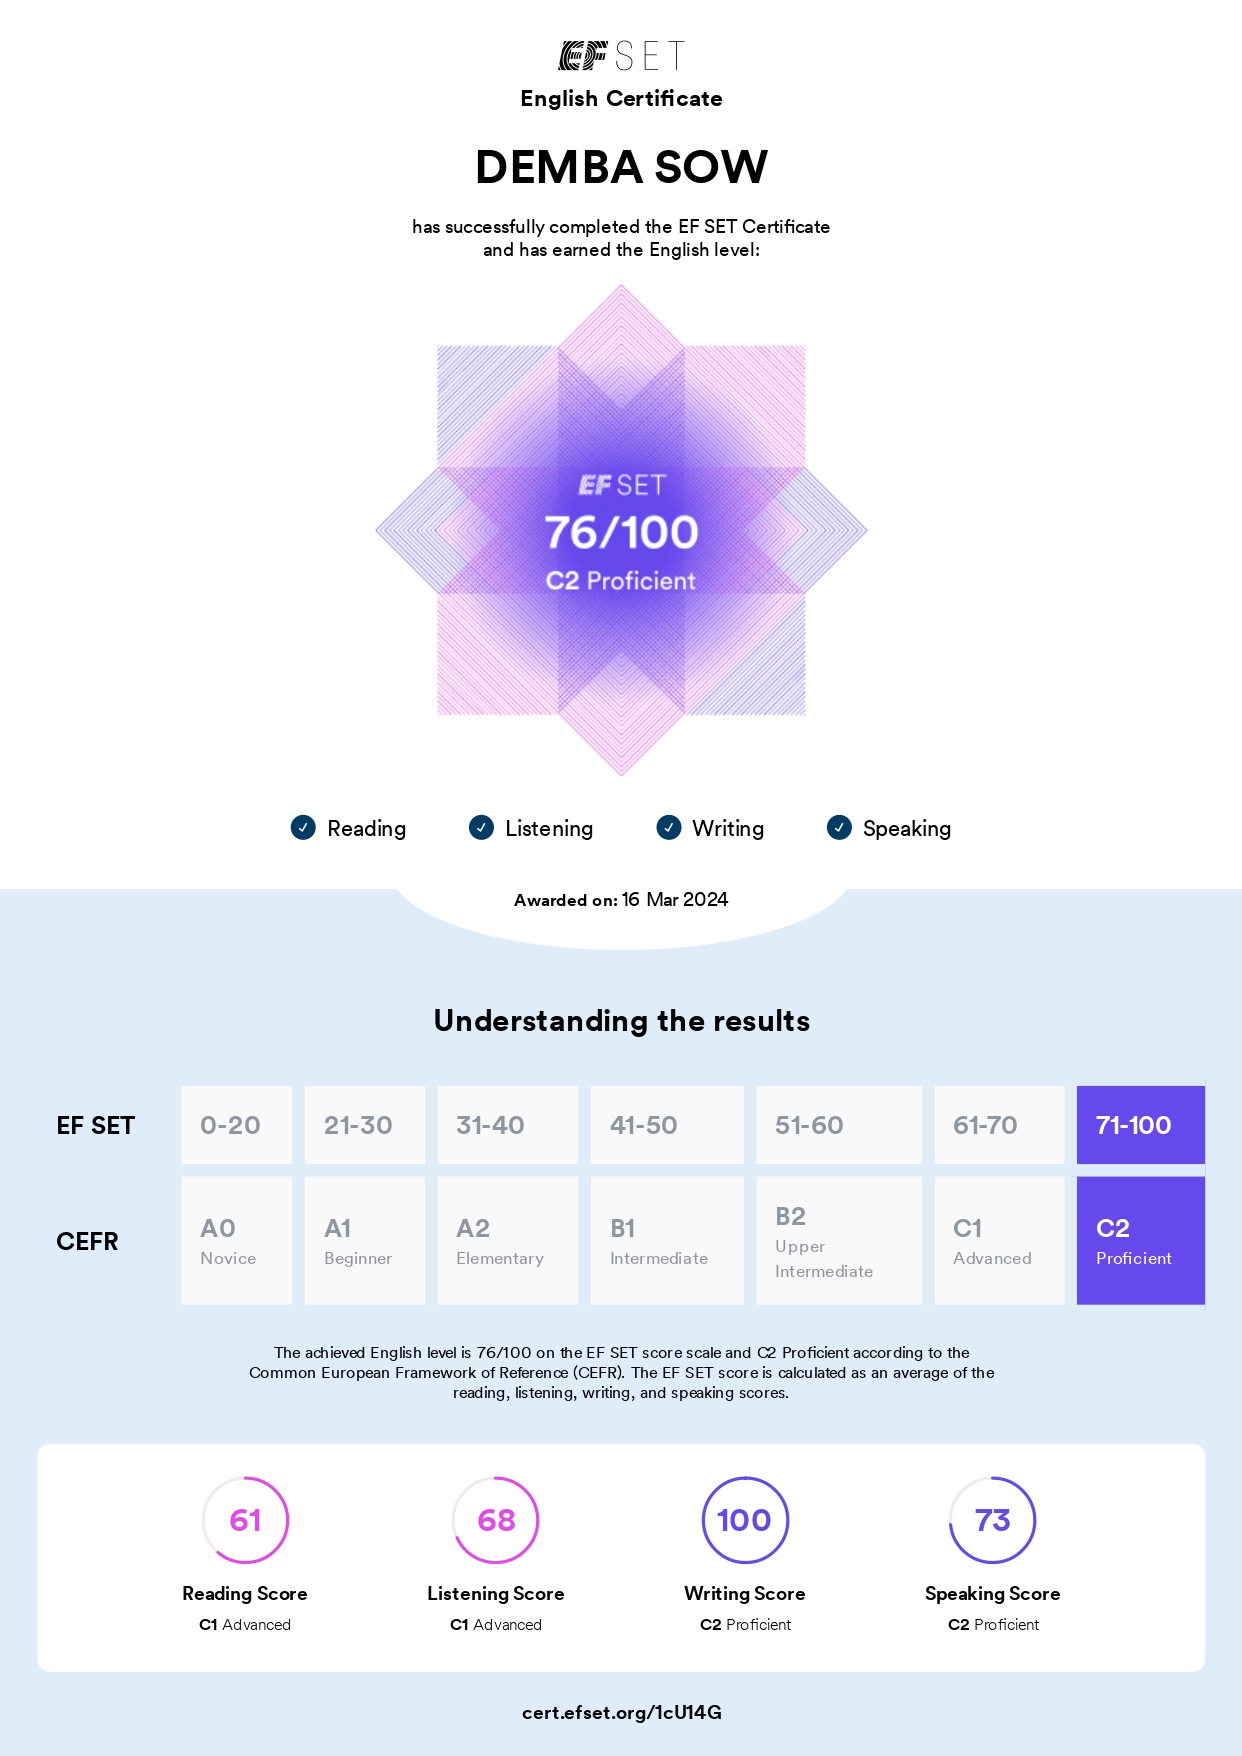 EF SET
English Certificate
DEMBA SOW
has successfully completed the EF SET Certificate
and has earned the English level:
EF SET
76/100
C2 Proficient
Reading Listening Writing Speaking
Awarded on: 16 Mar 2024
Understanding the results
EF SET 0-20 21-30 31-40 41-50 51-60 61-70 71-100
CEFR
A0
Novice
A1
Beginner
A2
Elementary
B1
Intermediate
B2
Upper
Intermediate
C1
Advanced
C2
Proficient
The achieved English level is 76/100 on the EF SET score scale and C2 Proficient according to the
Common European Framework of Reference (CEFR). The EF SET score is calculated as an average of the
reading, listening, writing, and speaking scores.
61
Reading Score
C1 Advanced
68
Listening Score
C1 Advanced
100
Writing Score
C2 Proficient
73
Speaking Score
C2 Proficient
cert.efset.org/1cU14G